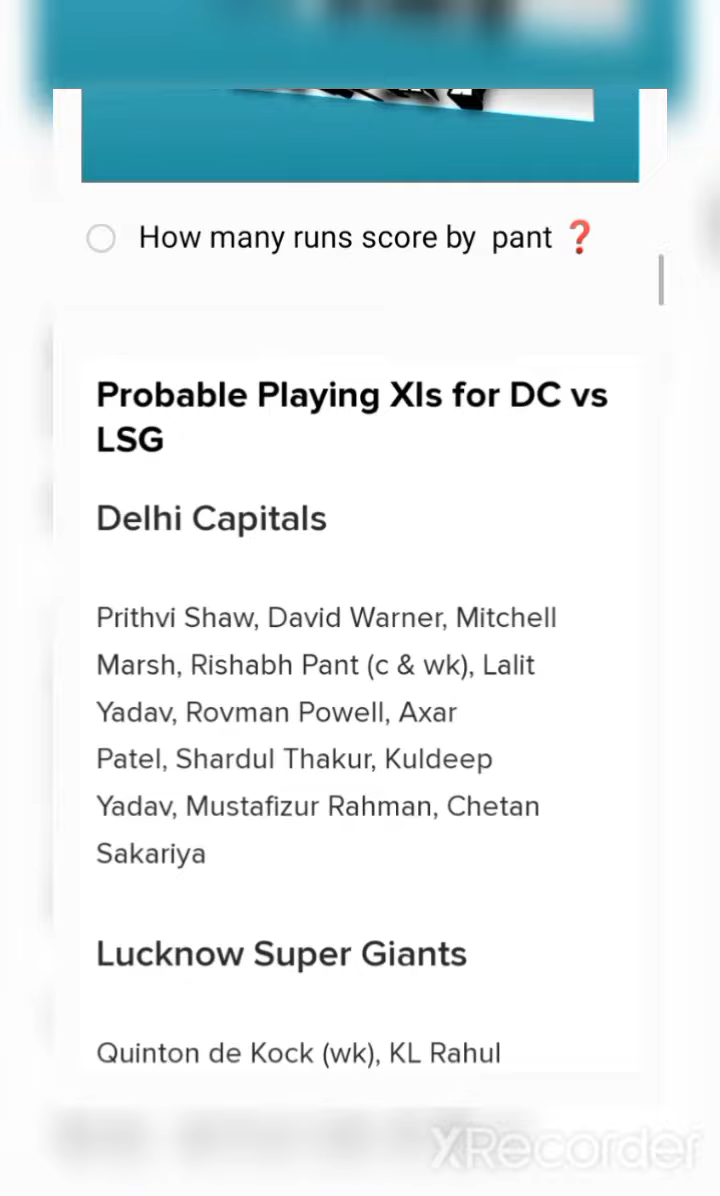 How many runs score by pant ❓
Probable Playing XIs for DC vs
LSG
Delhi Capitals
Prithvi Shaw, David Warner, Mitchell
Marsh, Rishabh Pant (c & wk), Lalit
Yadav, Rovman Powell, Axar
Patel, Shardul Thakur, Kuldeep
Yadav, Mustafizur Rahman, Chetan
Sakariya
Lucknow Super Giants
Quinton de Kock (wk), KL Rahul
XRecorder